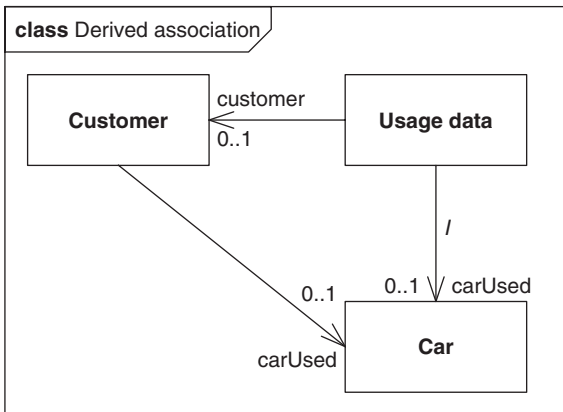 class Derived association
customer
Customer
Usage data
0..1
/
0..1
0..1
carUsed
Car
carUsed